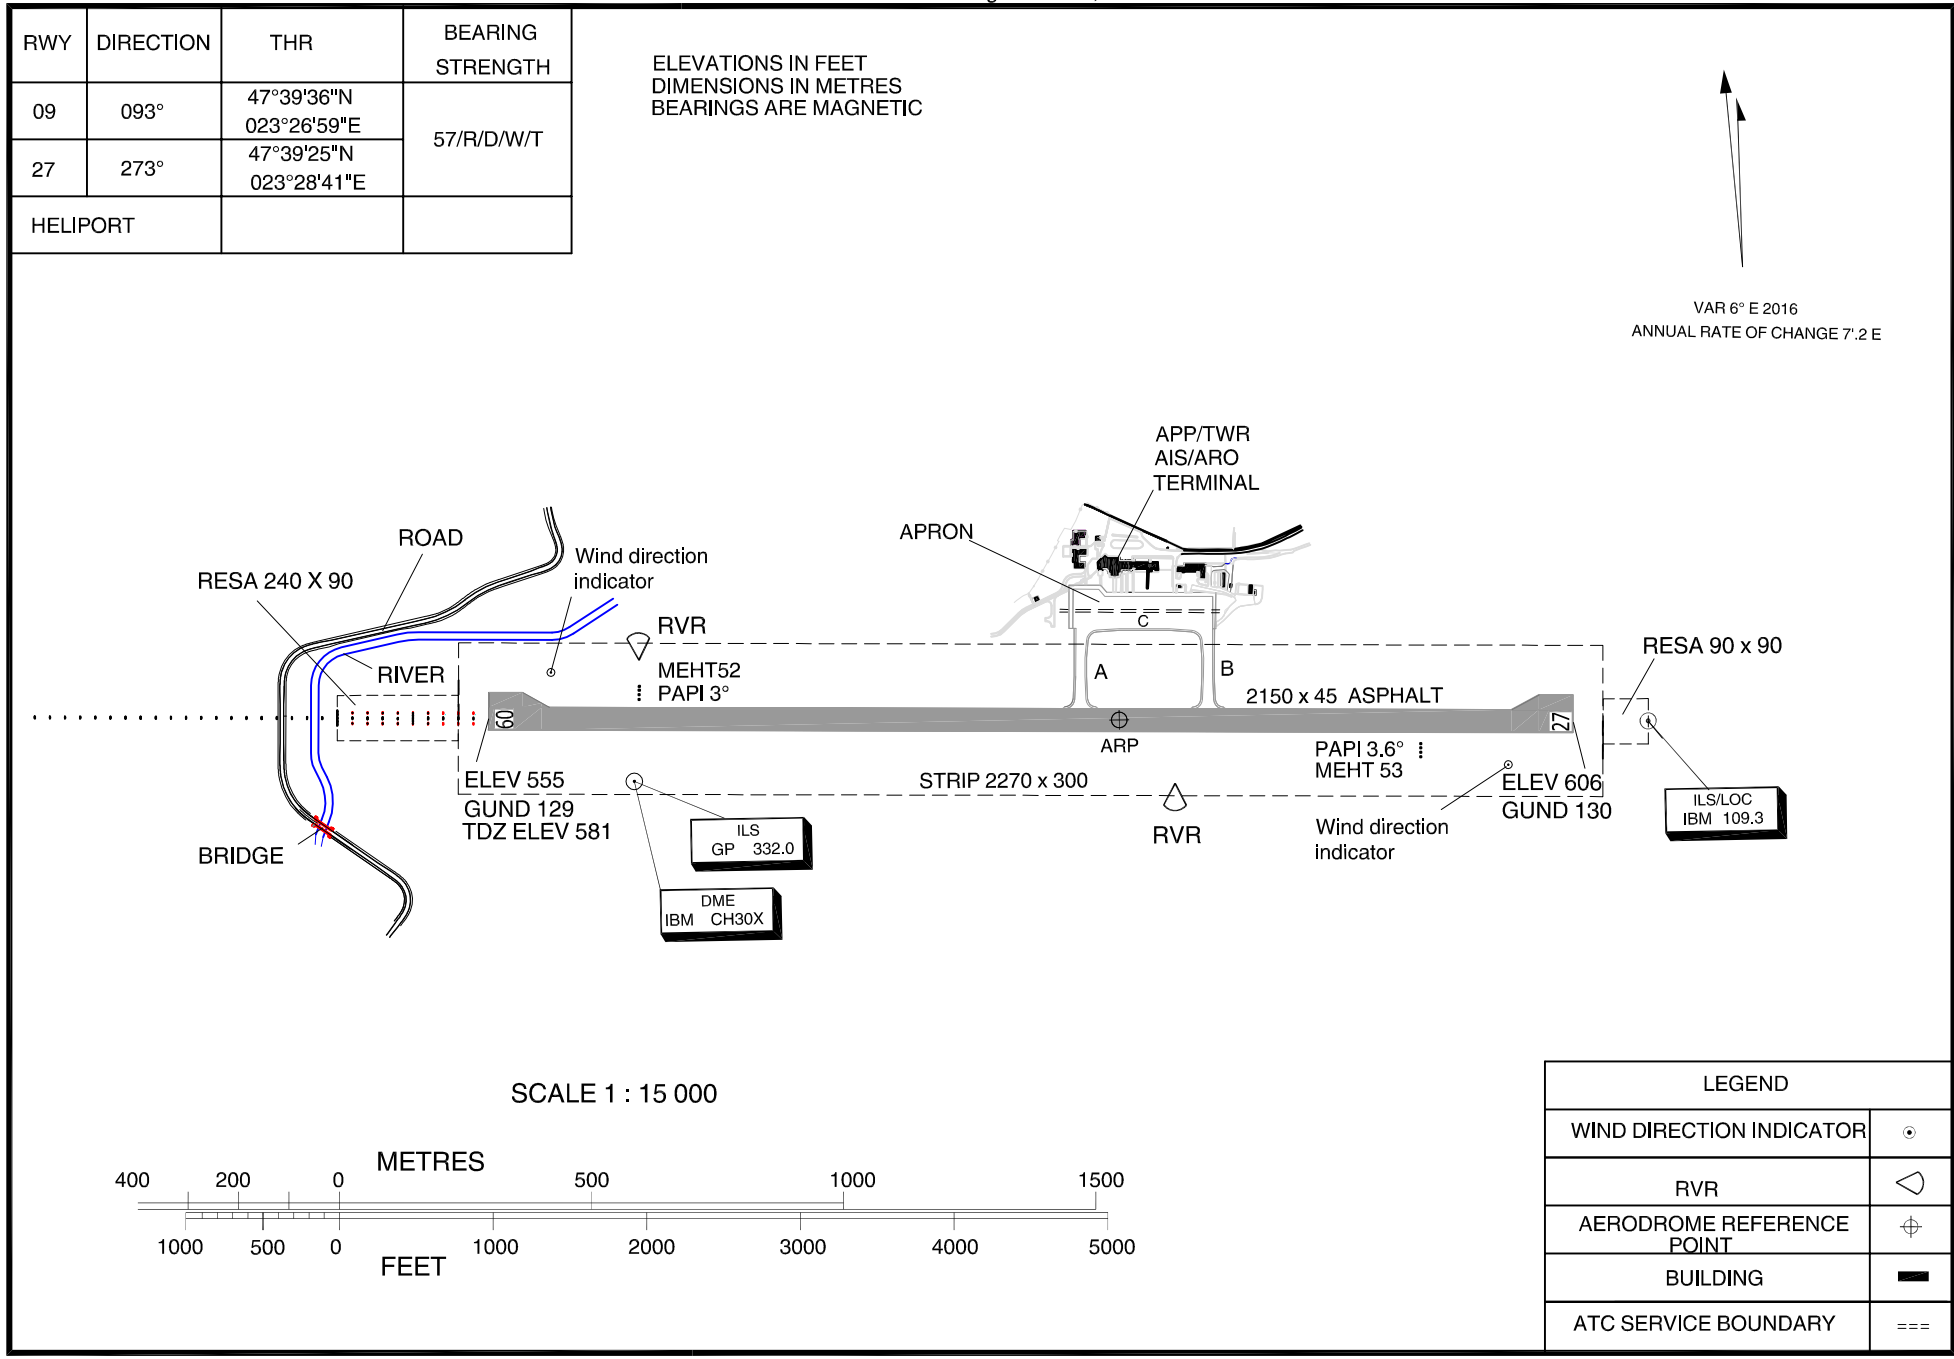 RWY DIRECTION THR BEARING STRENGTH
09 093° 47°39'36"N 023°26'59"E 57/R/D/W/T
27 273° 47°39'25"N 023°28'41"E
HELIPORT
ELEVATIONS IN FEET
DIMENSIONS IN METRES
BEARINGS ARE MAGNETIC
VAR 6° E 2016
ANNUAL RATE OF CHANGE 7'.2 E
APP/TWR
AIS/ARO
TERMINAL
APRON
ROAD
Wind direction
indicator
RESA 240 X 90
RVR
C
RIVER
MEHT52
PAPI 3°
A
B
RESA 90 x 90
2150 x 45 ASPHALT
09
27
ARP
PAPI 3.6°
MEHT 53
ELEV 555
GUND 129
TDZ ELEV 581
STRIP 2270 x 300
ELEV 606
GUND 130
ILS/LOC
IBM 109.3
ILS
GP 332.0
RVR
Wind direction
indicator
BRIDGE
DME
IBM CH30X
SCALE 1 : 15 000
METRES
400 200 0 500 1000 1500
1000 500 0 1000 2000 3000 4000 5000
FEET
LEGEND
WIND DIRECTION INDICATOR
RVR
AERODROME REFERENCE
POINT
BUILDING
ATC SERVICE BOUNDARY